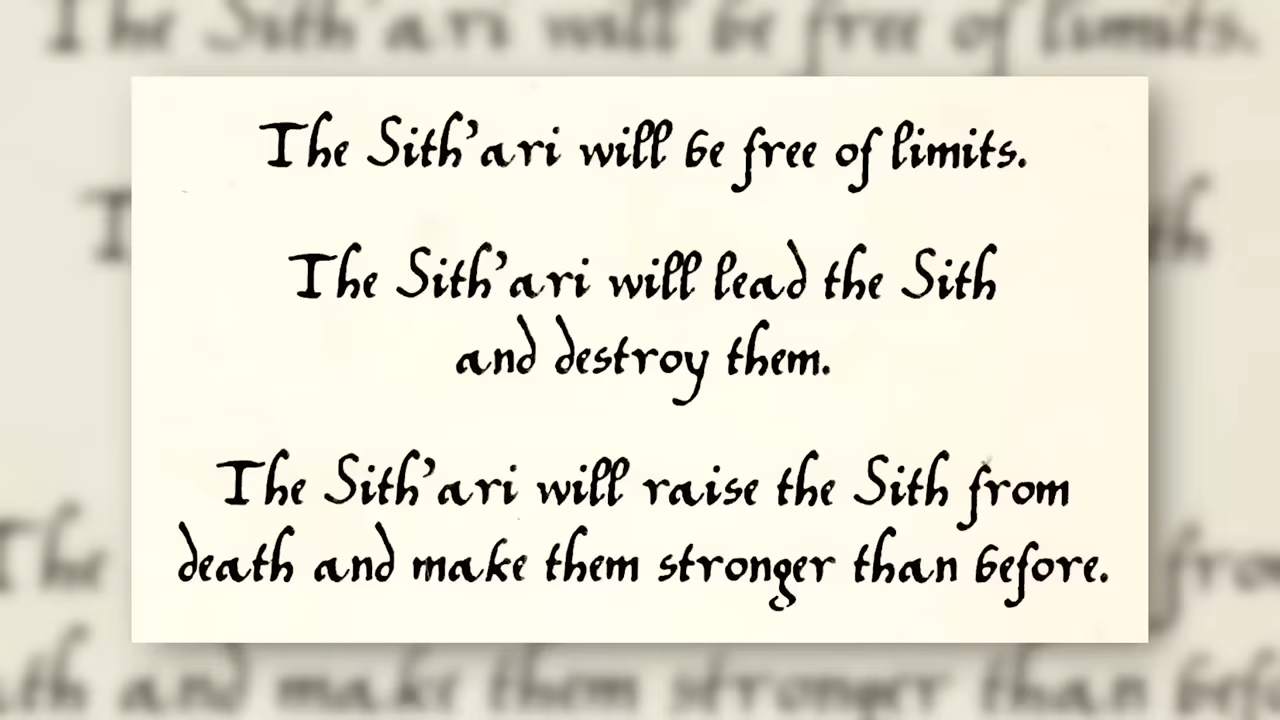 The Sith'ari will be free of limits.
The Sith'ari will lead the Sith
and destroy them.
The Sith'ari will raise the Sith from
death and make them stronger than before.